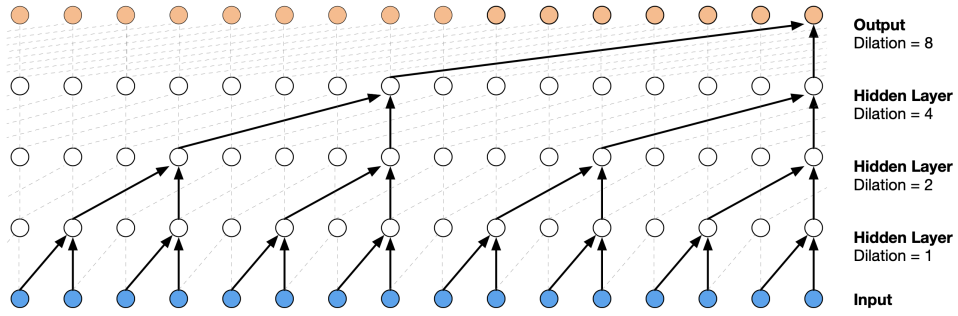 Output
Dilation = 8
Hidden Layer
Dilation = 4
Hidden Layer
Dilation = 2
Hidden Layer
Dilation = 1
Input